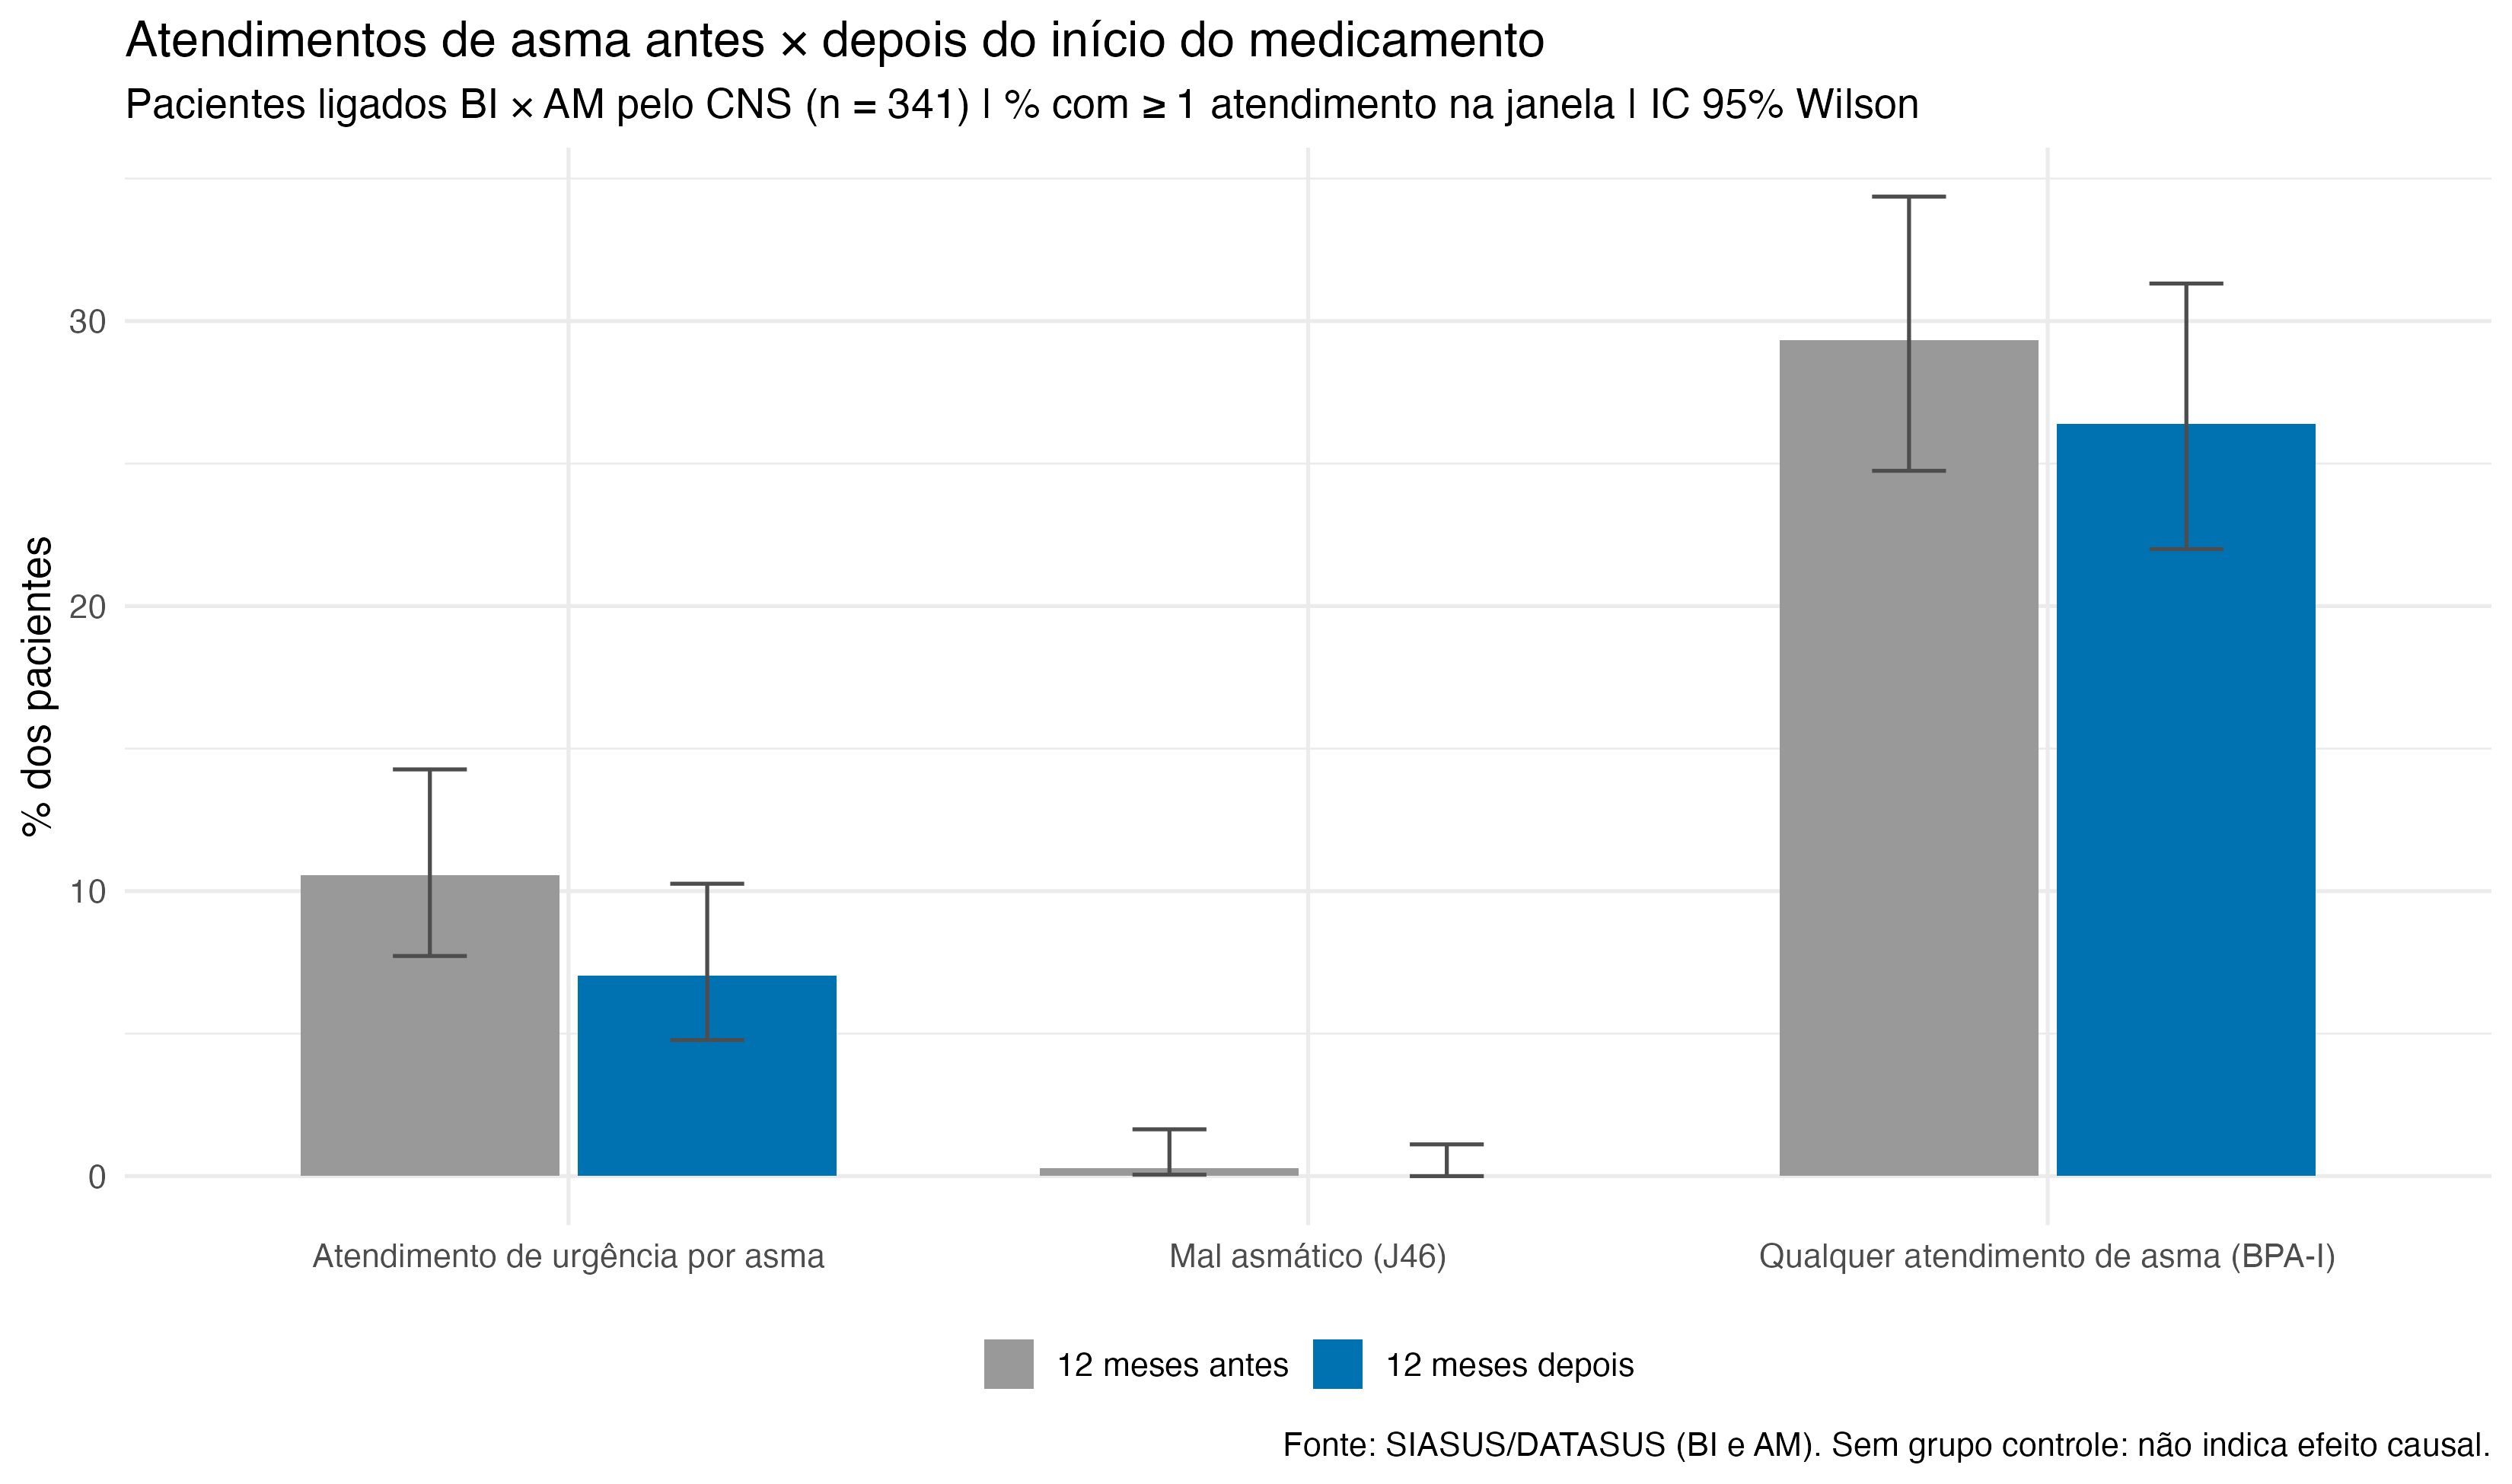 Atendimentos de asma antes × depois do início do medicamento
Pacientes ligados BI × AM pelo CNS (n = 341) | % com ≥ 1 atendimento na janela | IC 95% Wilson
% dos pacientes
30
20
10
0
Atendimento de urgência por asma
Mal asmático (J46)
Qualquer atendimento de asma (BPA-I)
12 meses antes
12 meses depois
Fonte: SIASUS/DATASUS (BI e AM). Sem grupo controle: não indica efeito causal.